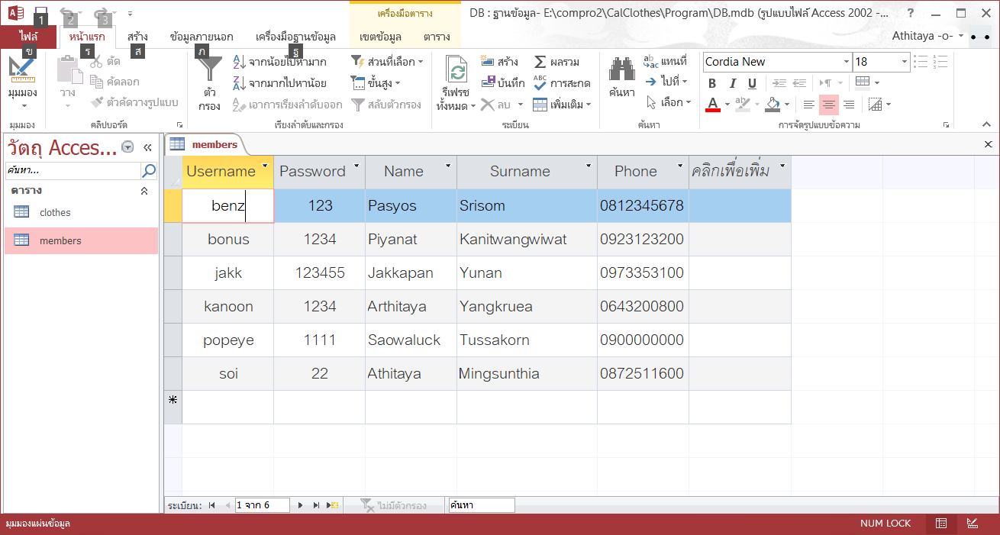 1 2 3
เครื่องมือตาราง
DB : ฐานข้อมูล- E:\compro2\CalClothes\Program\DB.mdb (รูปแบบไฟล์ Access 2002 -...
?
ไฟล์ หน้าแรก สร้าง ข้อมูลภายนอก เครื่องมือฐานข้อมูล เขตข้อมูล ตาราง
Athitaya -o-
ข ร ส ภ ฐ
มุมมอง
มุมมอง
วาง
ตัด
คัดลอก
ตัวคัดวางรูปแบบ
คลิปบอร์ด
ตัว
กรอง
จากน้อยไปหามาก
จากมากไปหาน้อย
เอาการเรียงลำดับออก
ส่วนที่เลือก
ขั้นสูง
สลับตัวกรอง
เรียงลำดับและกรอง
รีเฟรช
ทั้งหมด
สร้าง
บันทึก
ลบ
ผลรวม
การสะกด
เพิ่มเติม
ระเบียน
ค้นหา
แทนที่
ไปที่
เลือก
ค้นหา
Cordia New 18
B I U
A ab
การจัดรูปแบบข้อความ
วัตถุ Acces...
ค้นหา...
ตาราง
clothes
members
members
Username Password Name Surname Phone คลิกเพื่อเพิ่ม
benz 123 Pasyos Srisom 0812345678
bonus 1234 Piyanat Kanitwangwiwat 0923123200
jakk 123455 Jakkapan Yunan 0973353100
kanoon 1234 Arthitaya Yangkruea 0643200800
popeye 1111 Saowaluck Tussakorn 0900000000
soi 22 Athitaya Mingsunthia 0872511600
ระเบียน: 1 จาก 6 ไม่มีตัวกรอง ค้นหา
มุมมองแผ่นข้อมูล NUM LOCK